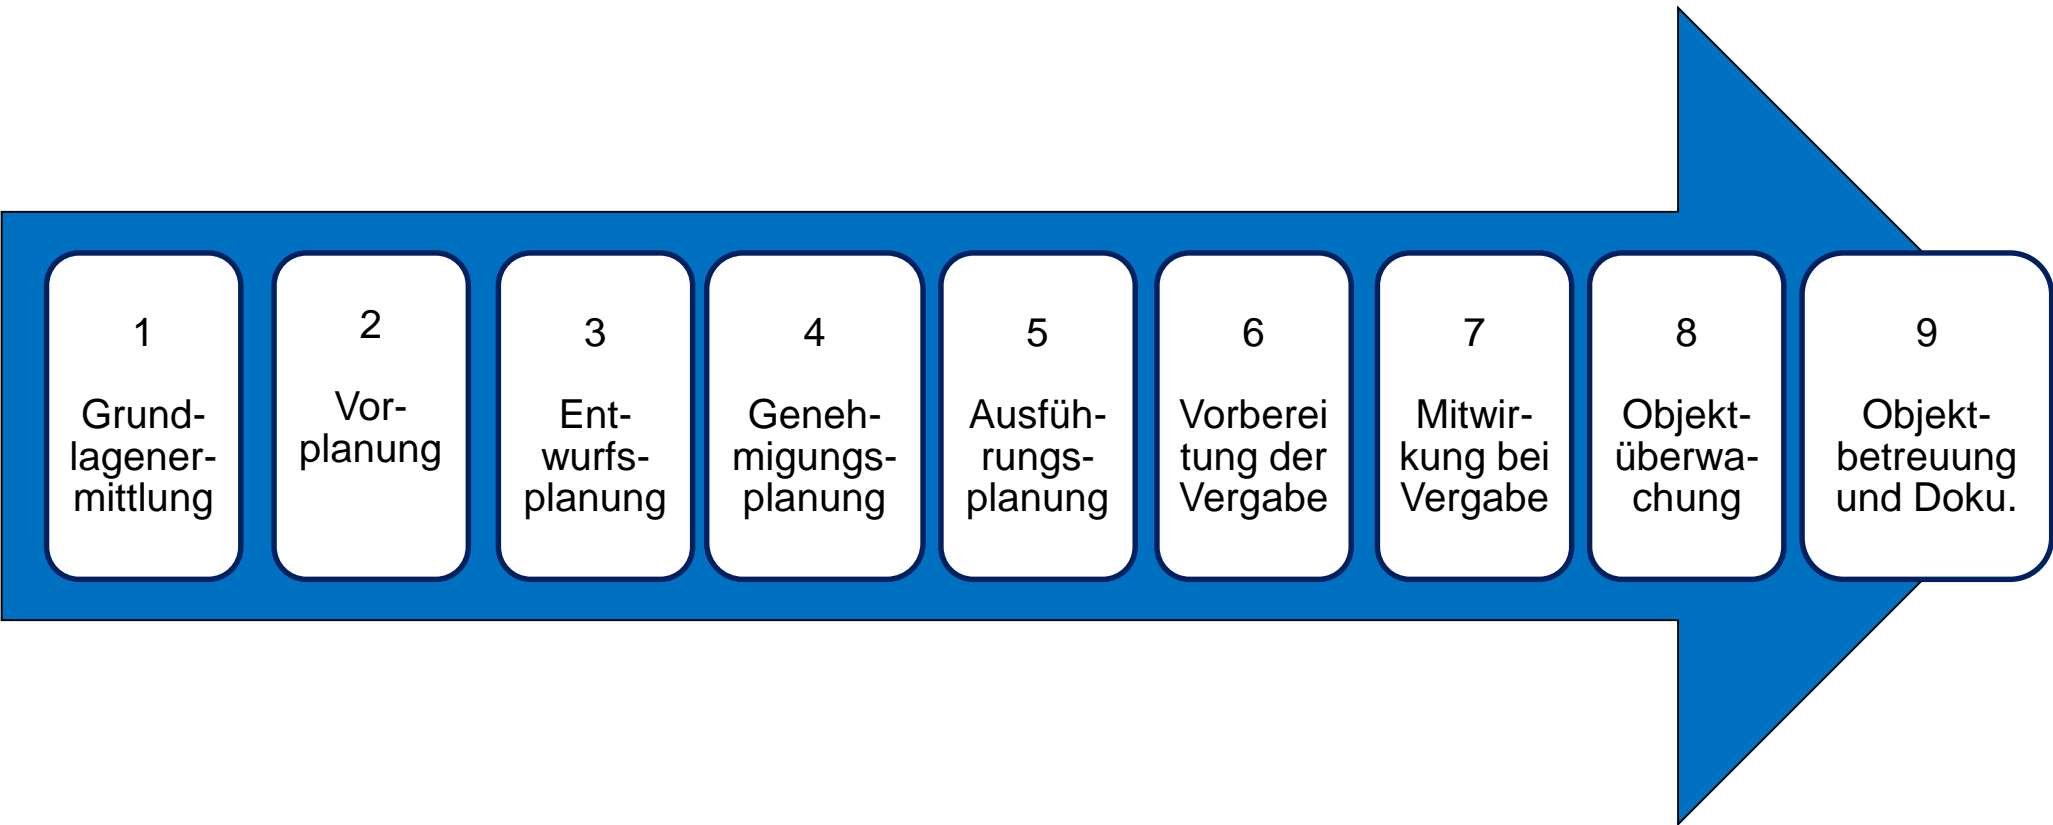 1
Grund-
lagener-
mittlung
2
Vor-
planung
3
Ent-
wurfs-
planung
4
Geneh-
migungs-
planung
5
Ausfüh-
rungs-
planung
6
Vorberei
tung der
Vergabe
7
Mitwir-
kung bei
Vergabe
8
Objekt-
überwa-
chung
9
Objekt-
betreuung
und Doku.